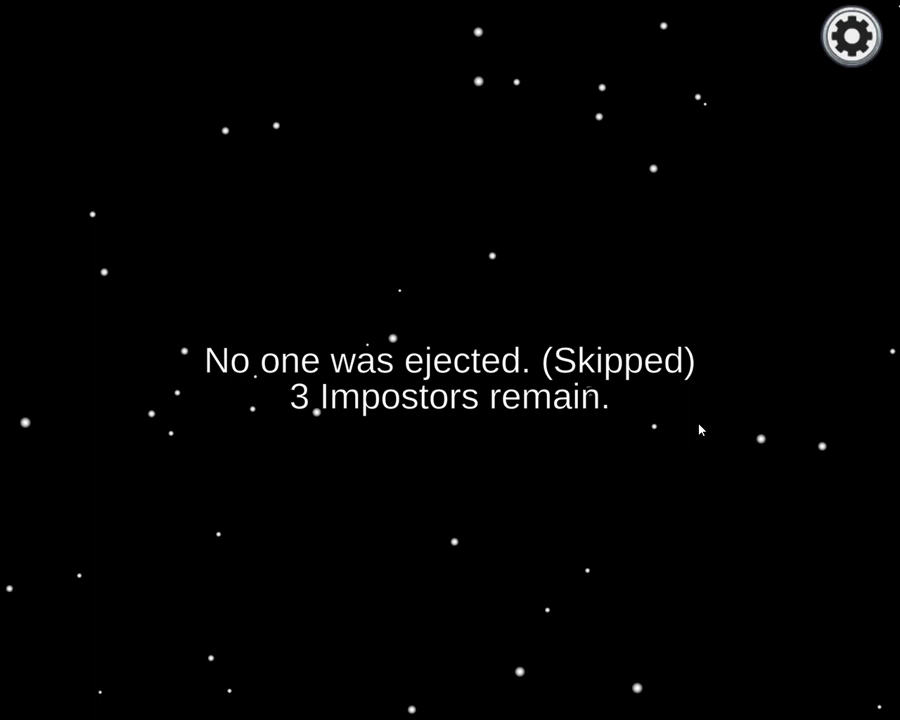 No one was ejected. (Skipped)
3 Impostors remain.